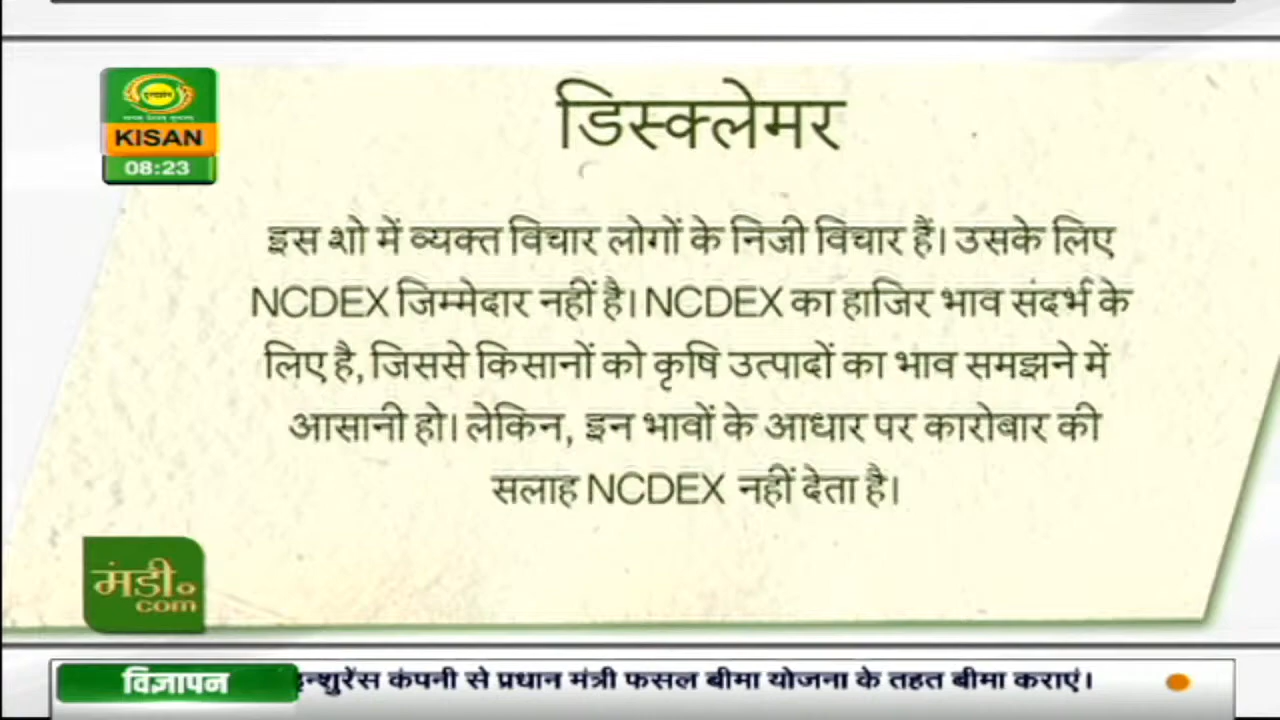 डिस्क्लेमर
KISAN
08:23
इस शो में व्यक्त विचार लोगों के निजी विचार हैं। उसके लिए
NCDEX जिम्मेदार नहीं है। NCDEX का हाजिर भाव संदर्भ के
लिए है, जिससे किसानों को कृषि उत्पादों का भाव समझने में
आसानी हो। लेकिन, इन भावों के आधार पर कारोबार की
सलाह NCDEX नहीं देता है।
मंडी.
com
विज्ञापन
इन्शुरेंस कंपनी से प्रधान मंत्री फसल बीमा योजना के तहत बीमा कराएं।